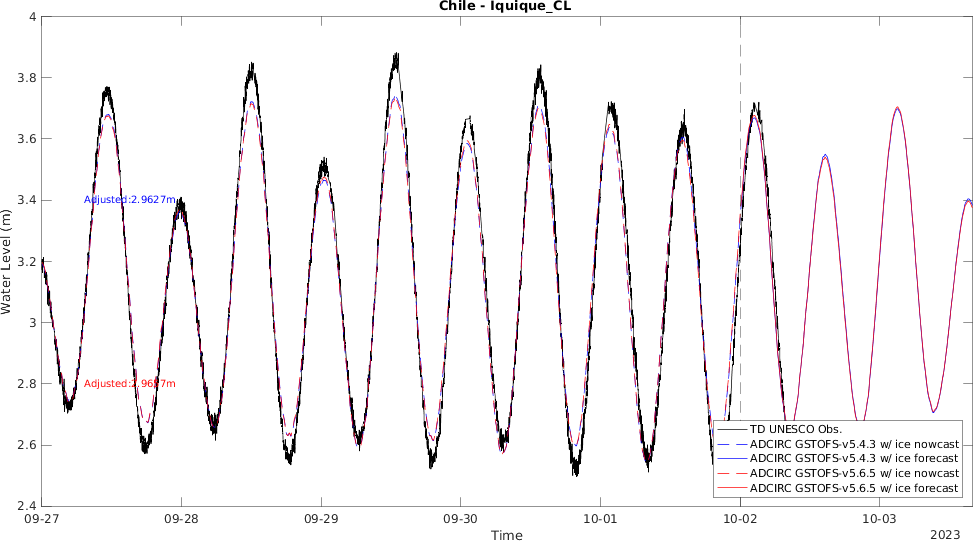 Chile - Iquique_CL
4
3.8
3.6
3.4
3.2
3
2.8
2.6
2.4
Water Level (m)
Adjusted:2.9627m
Adjusted:2.9657m
TD UNESCO Obs.
ADCIRC GSTOFS-v5.4.3 w/ ice nowcast
ADCIRC GSTOFS-v5.4.3 w/ ice forecast
ADCIRC GSTOFS-v5.6.5 w/ ice nowcast
ADCIRC GSTOFS-v5.6.5 w/ ice forecast
09-27 09-28 09-29 09-30 10-01 10-02 10-03
Time
2023